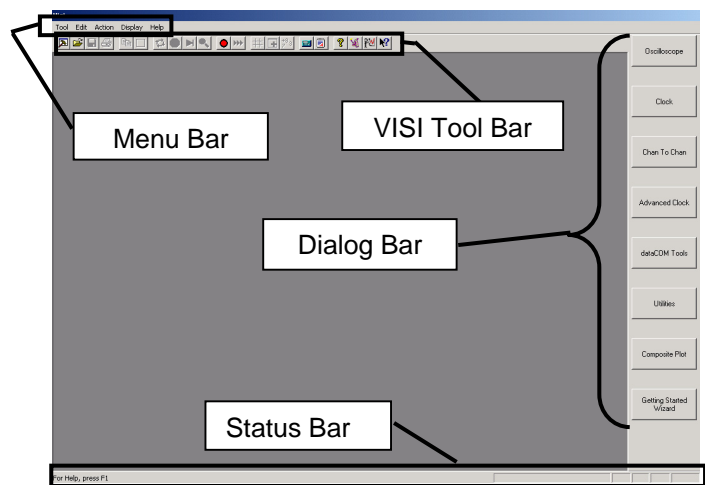 Tool Edit Action Display Help
Oscilloscope
Clock
Menu Bar
VISI Tool Bar
Chan To Chan
Advanced Clock
Dialog Bar
dataCOM Tools
Utilities
Composite Plot
Getting Started
Wizard
Status Bar
For Help, press F1